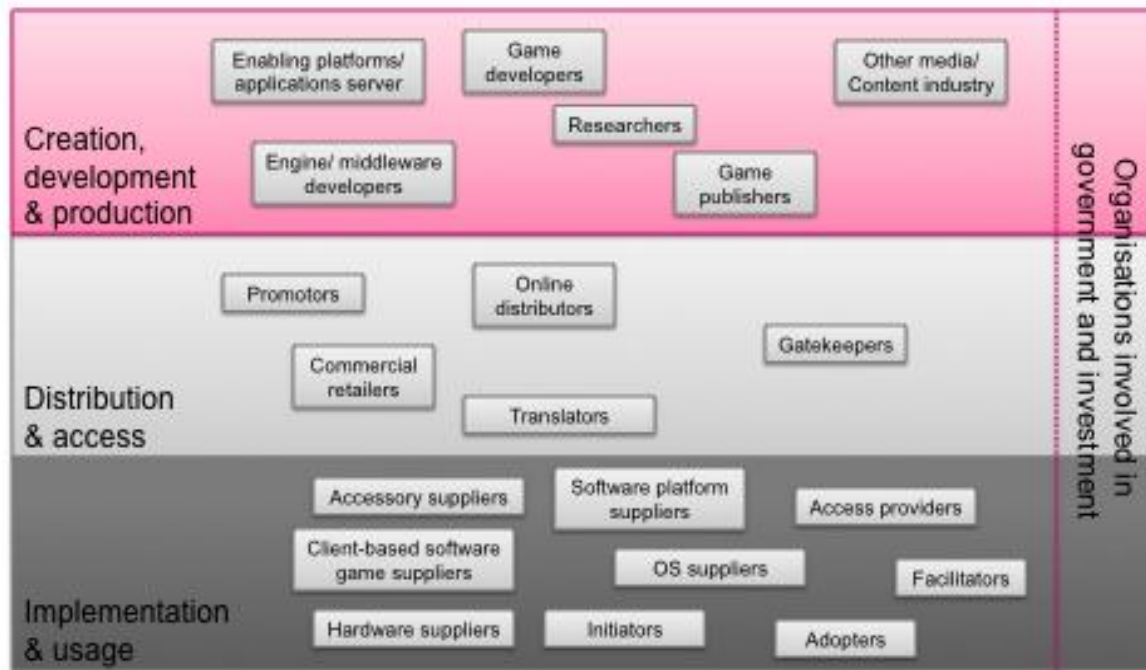 Enabling platforms/
applications server
Game
developers
Other media/
Content industry
Researchers
Creation,
development
& production
Engine/ middleware
developers
Game
publishers
Promotors
Online
distributors
Gatekeepers
Commercial
retailers
Distribution
& access
Translators
Accessory suppliers
Software platform
suppliers
Access providers
Client-based software
game suppliers
OS suppliers
Facilitators
Implementation
& usage
Hardware suppliers
Initiators
Adopters
Organisations involved in
government and investment